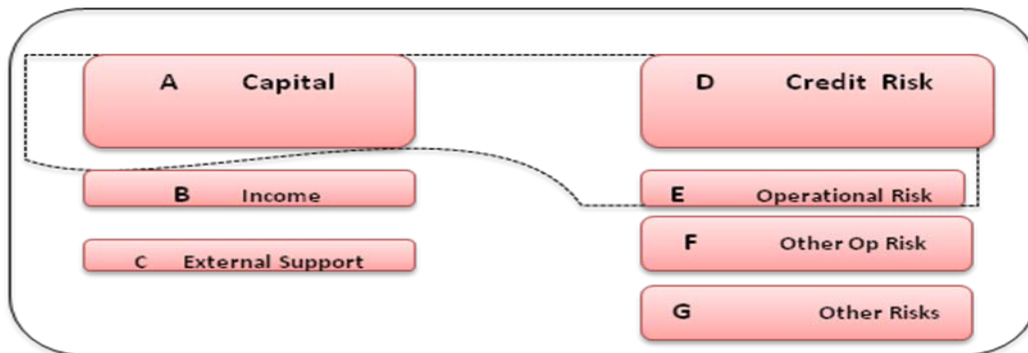 A Capital
B Income
C External Support
D Credit Risk
E Operational Risk
F Other Op Risk
G Other Risks